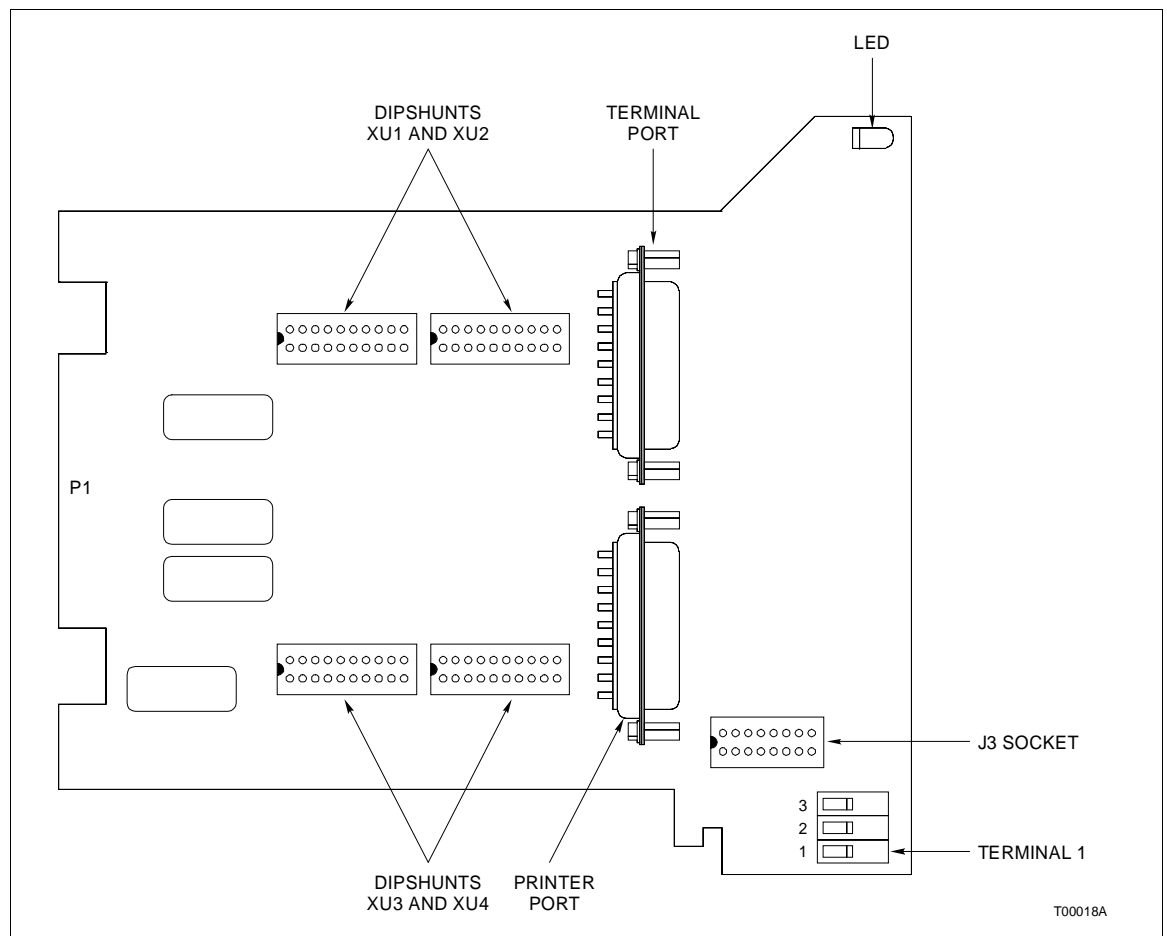 LED
DIPSHUNTS
XU1 AND XU2
TERMINAL
PORT
P1
J3 SOCKET
3
2
1
TERMINAL 1
DIPSHUNTS
XU3 AND XU4
PRINTER
PORT
T00018A